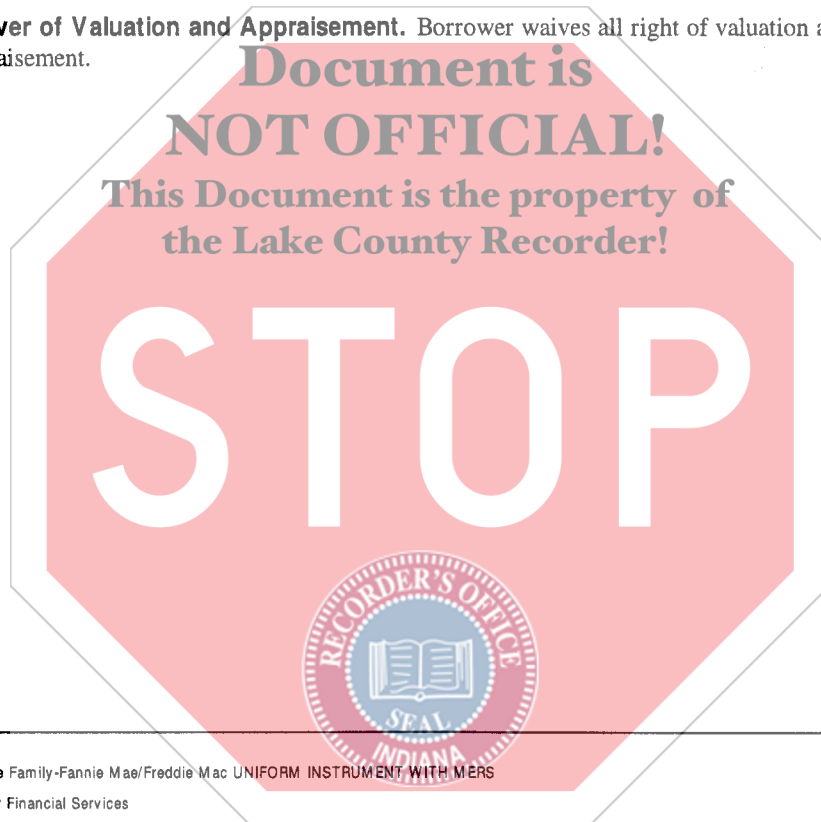 ver of Valuation and Appraisement. Borrower waives all right of valuation a
aisement.
Document is
NOT OFFICIAL!
This Document is the property of
the Lake County Recorder!
STOP
RECORDER'S OFFICE
SEAL
INDIANA
e Family-Fannie Mae/Freddie Mac UNIFORM INSTRUMENT WITH MERS
r Financial Services